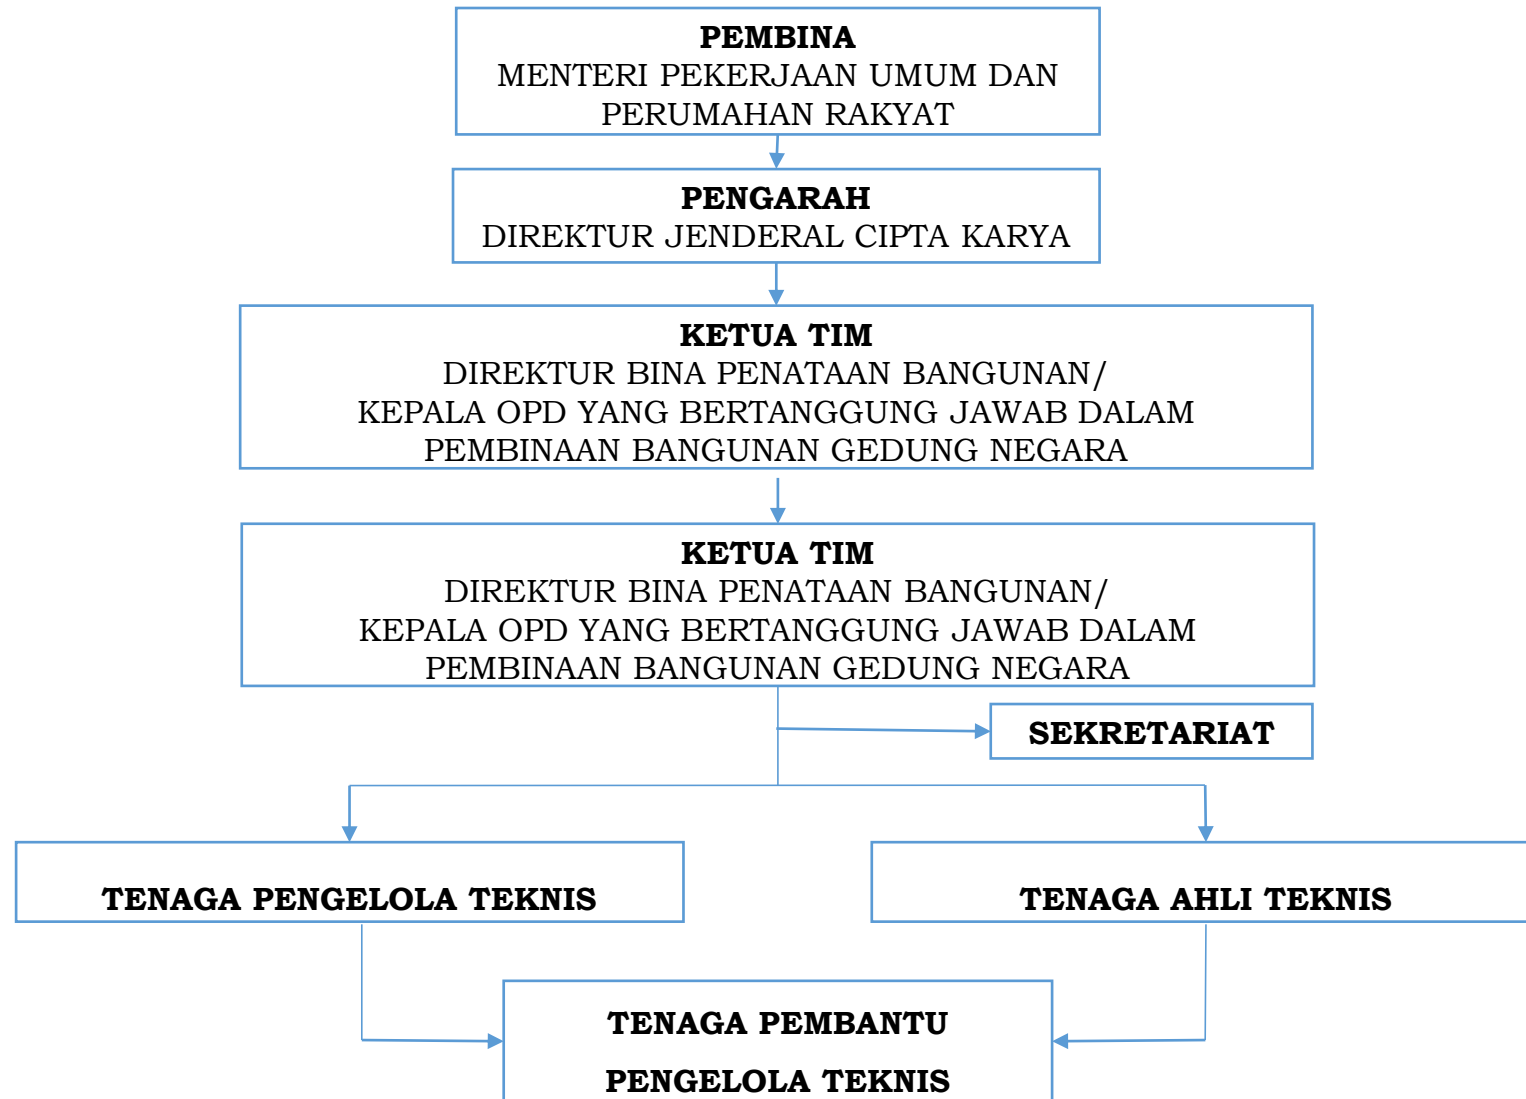 PEMBINA
MENTERI PEKERJAAN UMUM DAN
PERUMAHAN RAKYAT
PENGARAH
DIREKTUR JENDERAL CIPTA KARYA
KETUA TIM
DIREKTUR BINA PENATAAN BANGUNAN/
KEPALA OPD YANG BERTANGGUNG JAWAB DALAM
PEMBINAAN BANGUNAN GEDUNG NEGARA
KETUA TIM
DIREKTUR BINA PENATAAN BANGUNAN/
KEPALA OPD YANG BERTANGGUNG JAWAB DALAM
PEMBINAAN BANGUNAN GEDUNG NEGARA
SEKRETARIAT
TENAGA PENGELOLA TEKNIS
TENAGA AHLI TEKNIS
TENAGA PEMBANTU
PENGELOLA TEKNIS